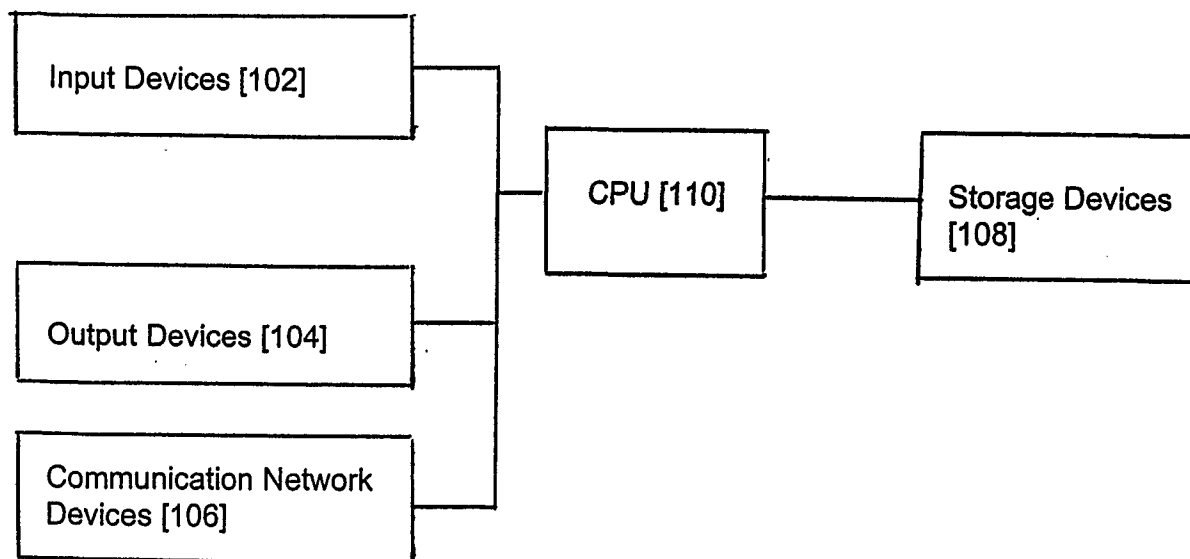 Input Devices [102]
CPU [110]
Storage Devices
[108]
Output Devices [104]
Communication Network
Devices [106]